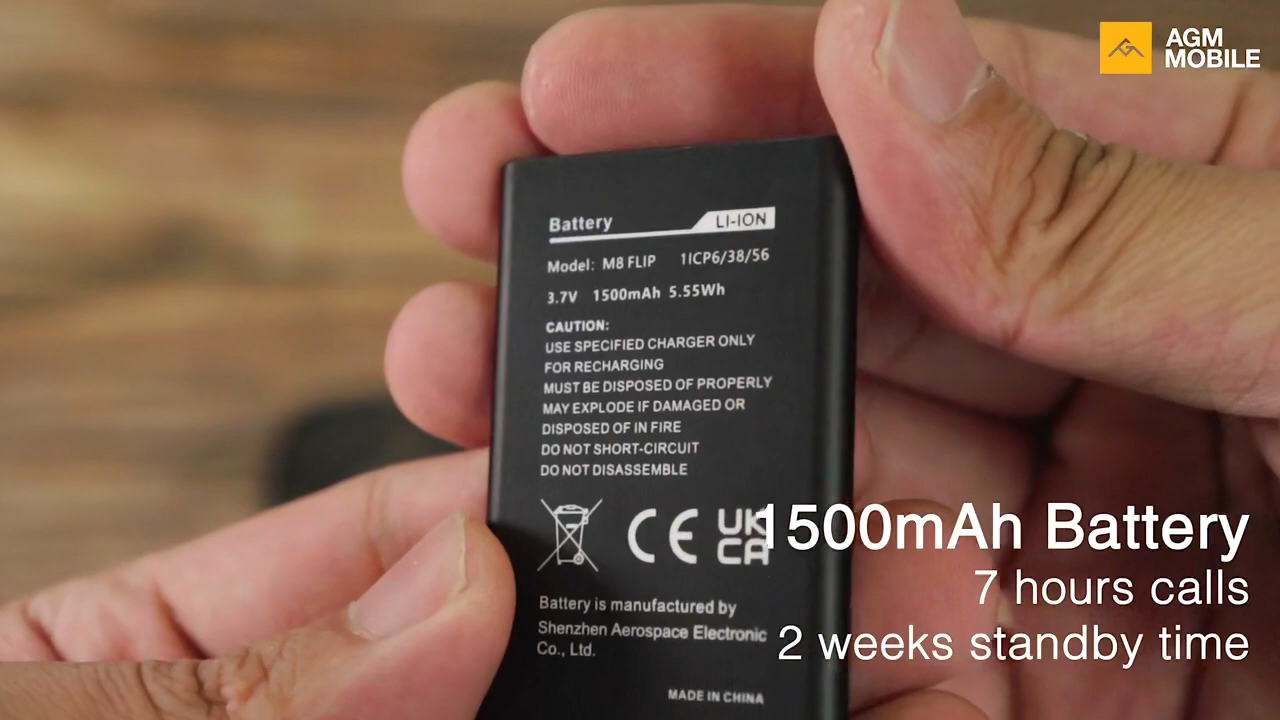 AGM
MOBILE
Battery LI-ION
Model: M8 FLIP 1ICP6/38/56
3.7V 1500mAh 5.55Wh
CAUTION:
USE SPECIFIED CHARGER ONLY
FOR RECHARGING
MUST BE DISPOSED OF PROPERLY
MAY EXPLODE IF DAMAGED OR
DISPOSED OF IN FIRE
DO NOT SHORT-CIRCUIT
DO NOT DISASSEMBLE
CE UK
CA
1500mAh Battery
7 hours calls
2 weeks standby time
Battery is manufactured by
Shenzhen Aerospace Electronic
Co., Ltd.
MADE IN CHINA